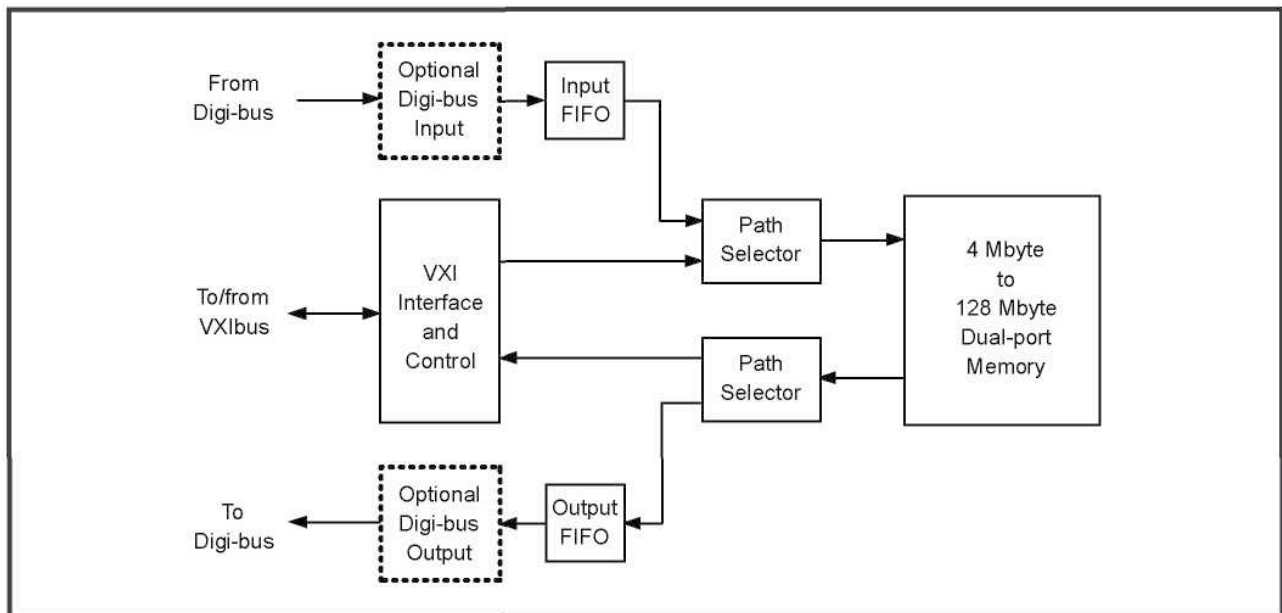 From
Digi-bus
Optional
Digi-bus
Input
Input
FIFO
Path
Selector
4 Mbyte
to
128 Mbyte
Dual-port
Memory
To/from
VXIbus
VXI
Interface
and
Control
Path
Selector
To
Digi-bus
Optional
Digi-bus
Output
Output
FIFO